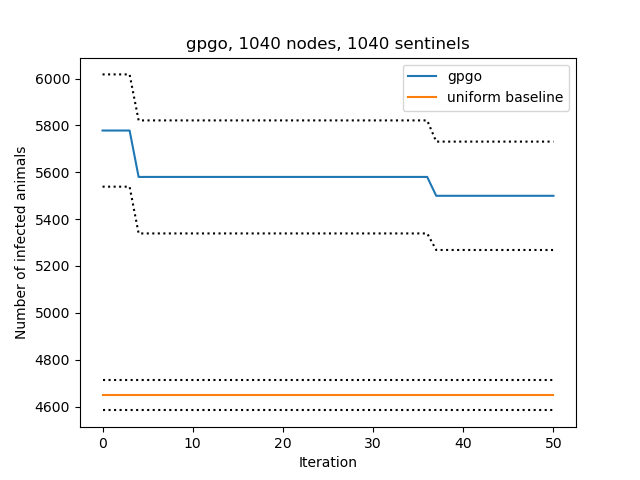 gpgo, 1040 nodes, 1040 sentinels
gpgo
uniform baseline
Number of infected animals
6000
5800
5600
5400
5200
5000
4800
4600
0 10 20 30 40 50
Iteration